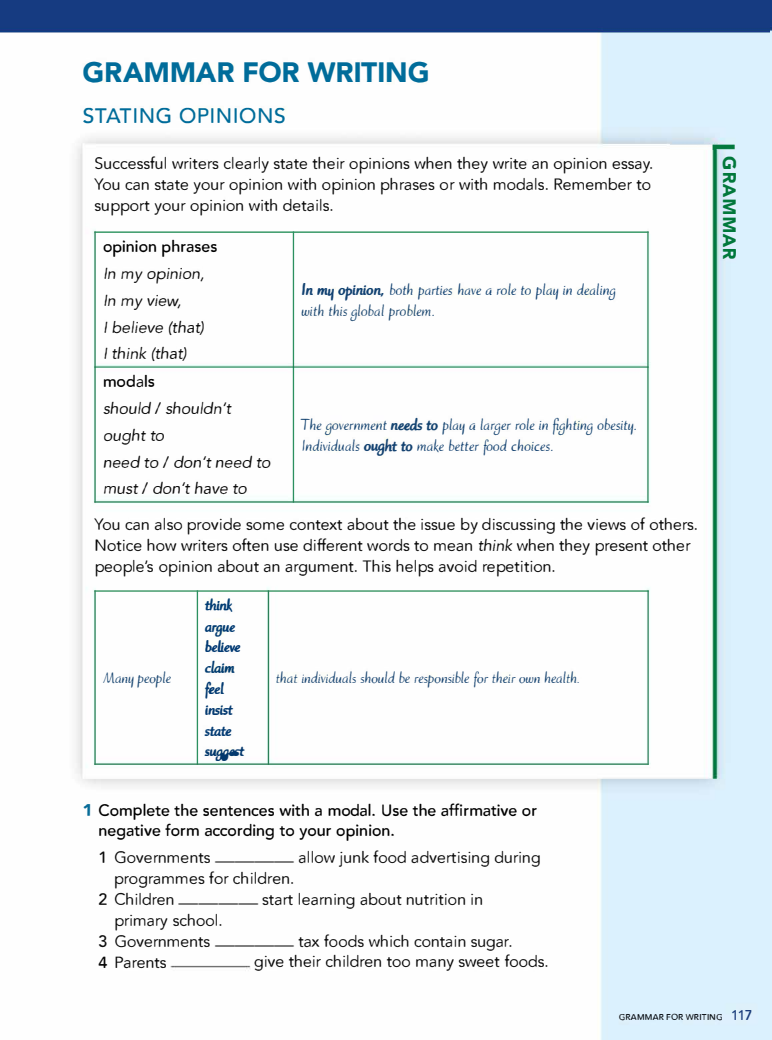 GRAMMAR FOR WRITING
STATING OPINIONS
GRAMMAR
Successful writers clearly state their opinions when they write an opinion essay.
You can state your opinion with opinion phrases or with modals. Remember to
support your opinion with details.
opinion phrases
In my opinion,
In my view,
I believe (that)
I think (that)
In my opinion, both parties have a role to play in dealing
with this global problem.
modals
should / shouldn't
ought to
need to / don't need to
must / don't have to
The government needs to play a larger role in fighting obesity.
Individuals ought to make better food choices.
You can also provide some context about the issue by discussing the views of others.
Notice how writers often use different words to mean think when they present other
people's opinion about an argument. This helps avoid repetition.
Many people
think
argue
believe
claim
feel
insist
state
suggest
that individuals should be responsible for their own health.
1 Complete the sentences with a modal. Use the affirmative or
negative form according to your opinion.
1 Governments ________ allow junk food advertising during
programmes for children.
2 Children ________ start learning about nutrition in
primary school.
3 Governments ________ tax foods which contain sugar.
4 Parents ________ give their children too many sweet foods.
GRAMMAR FOR WRITING 117